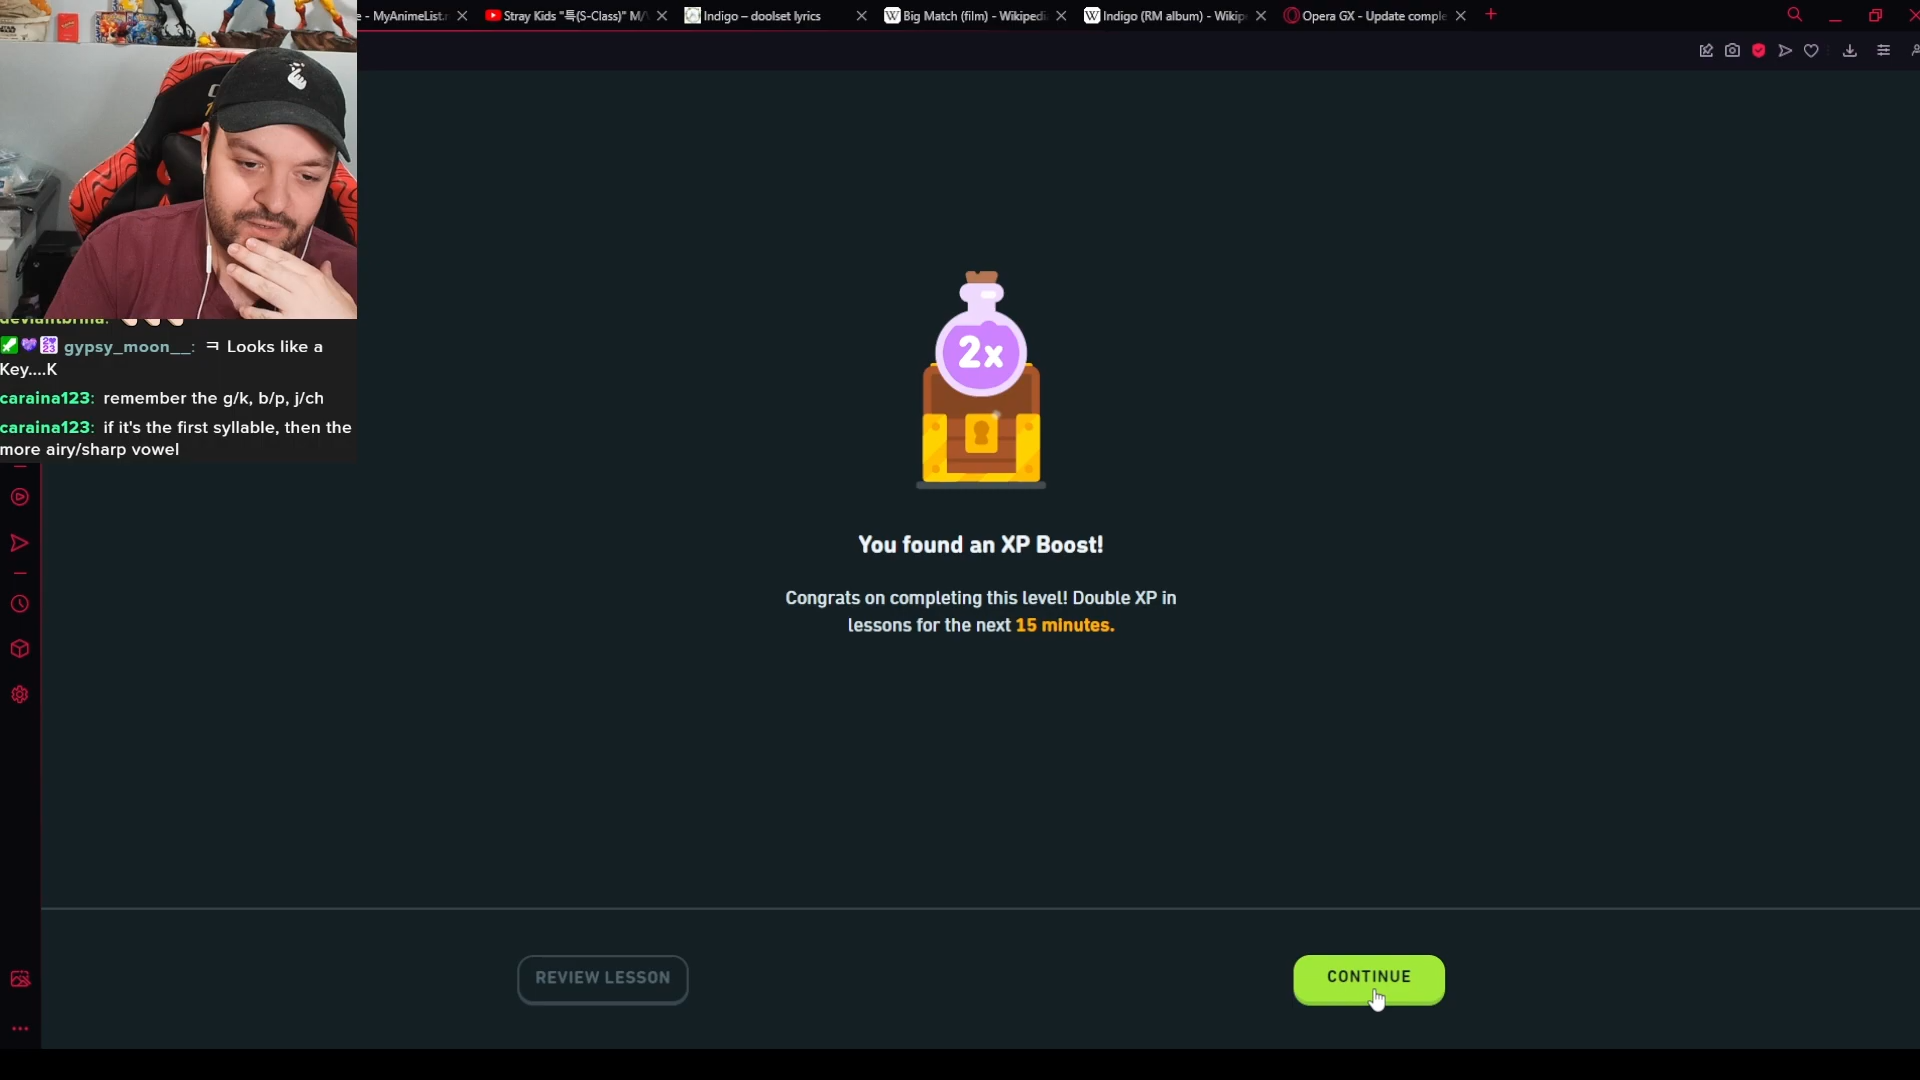 e - MyAnimeList.
Stray Kids "특(S-Class)" M/
Indigo – doolset lyrics
Big Match (film) - Wikipedi
Indigo (RM album) - Wikip
Opera GX - Update comple
deviantbrina:
gypsy_moon__: ㅋ Looks like a
Key....K
caraina123: remember the g/k, b/p, j/ch
caraina123: if it's the first syllable, then the
more airy/sharp vowel
2x
You found an XP Boost!
Congrats on completing this level! Double XP in
lessons for the next 15 minutes.
REVIEW LESSON
CONTINUE